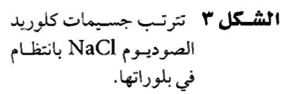 الشكل ٣ تترتب جسيمات كلوريد
الصوديوم NaCl بانتظام
في بلوراتها.